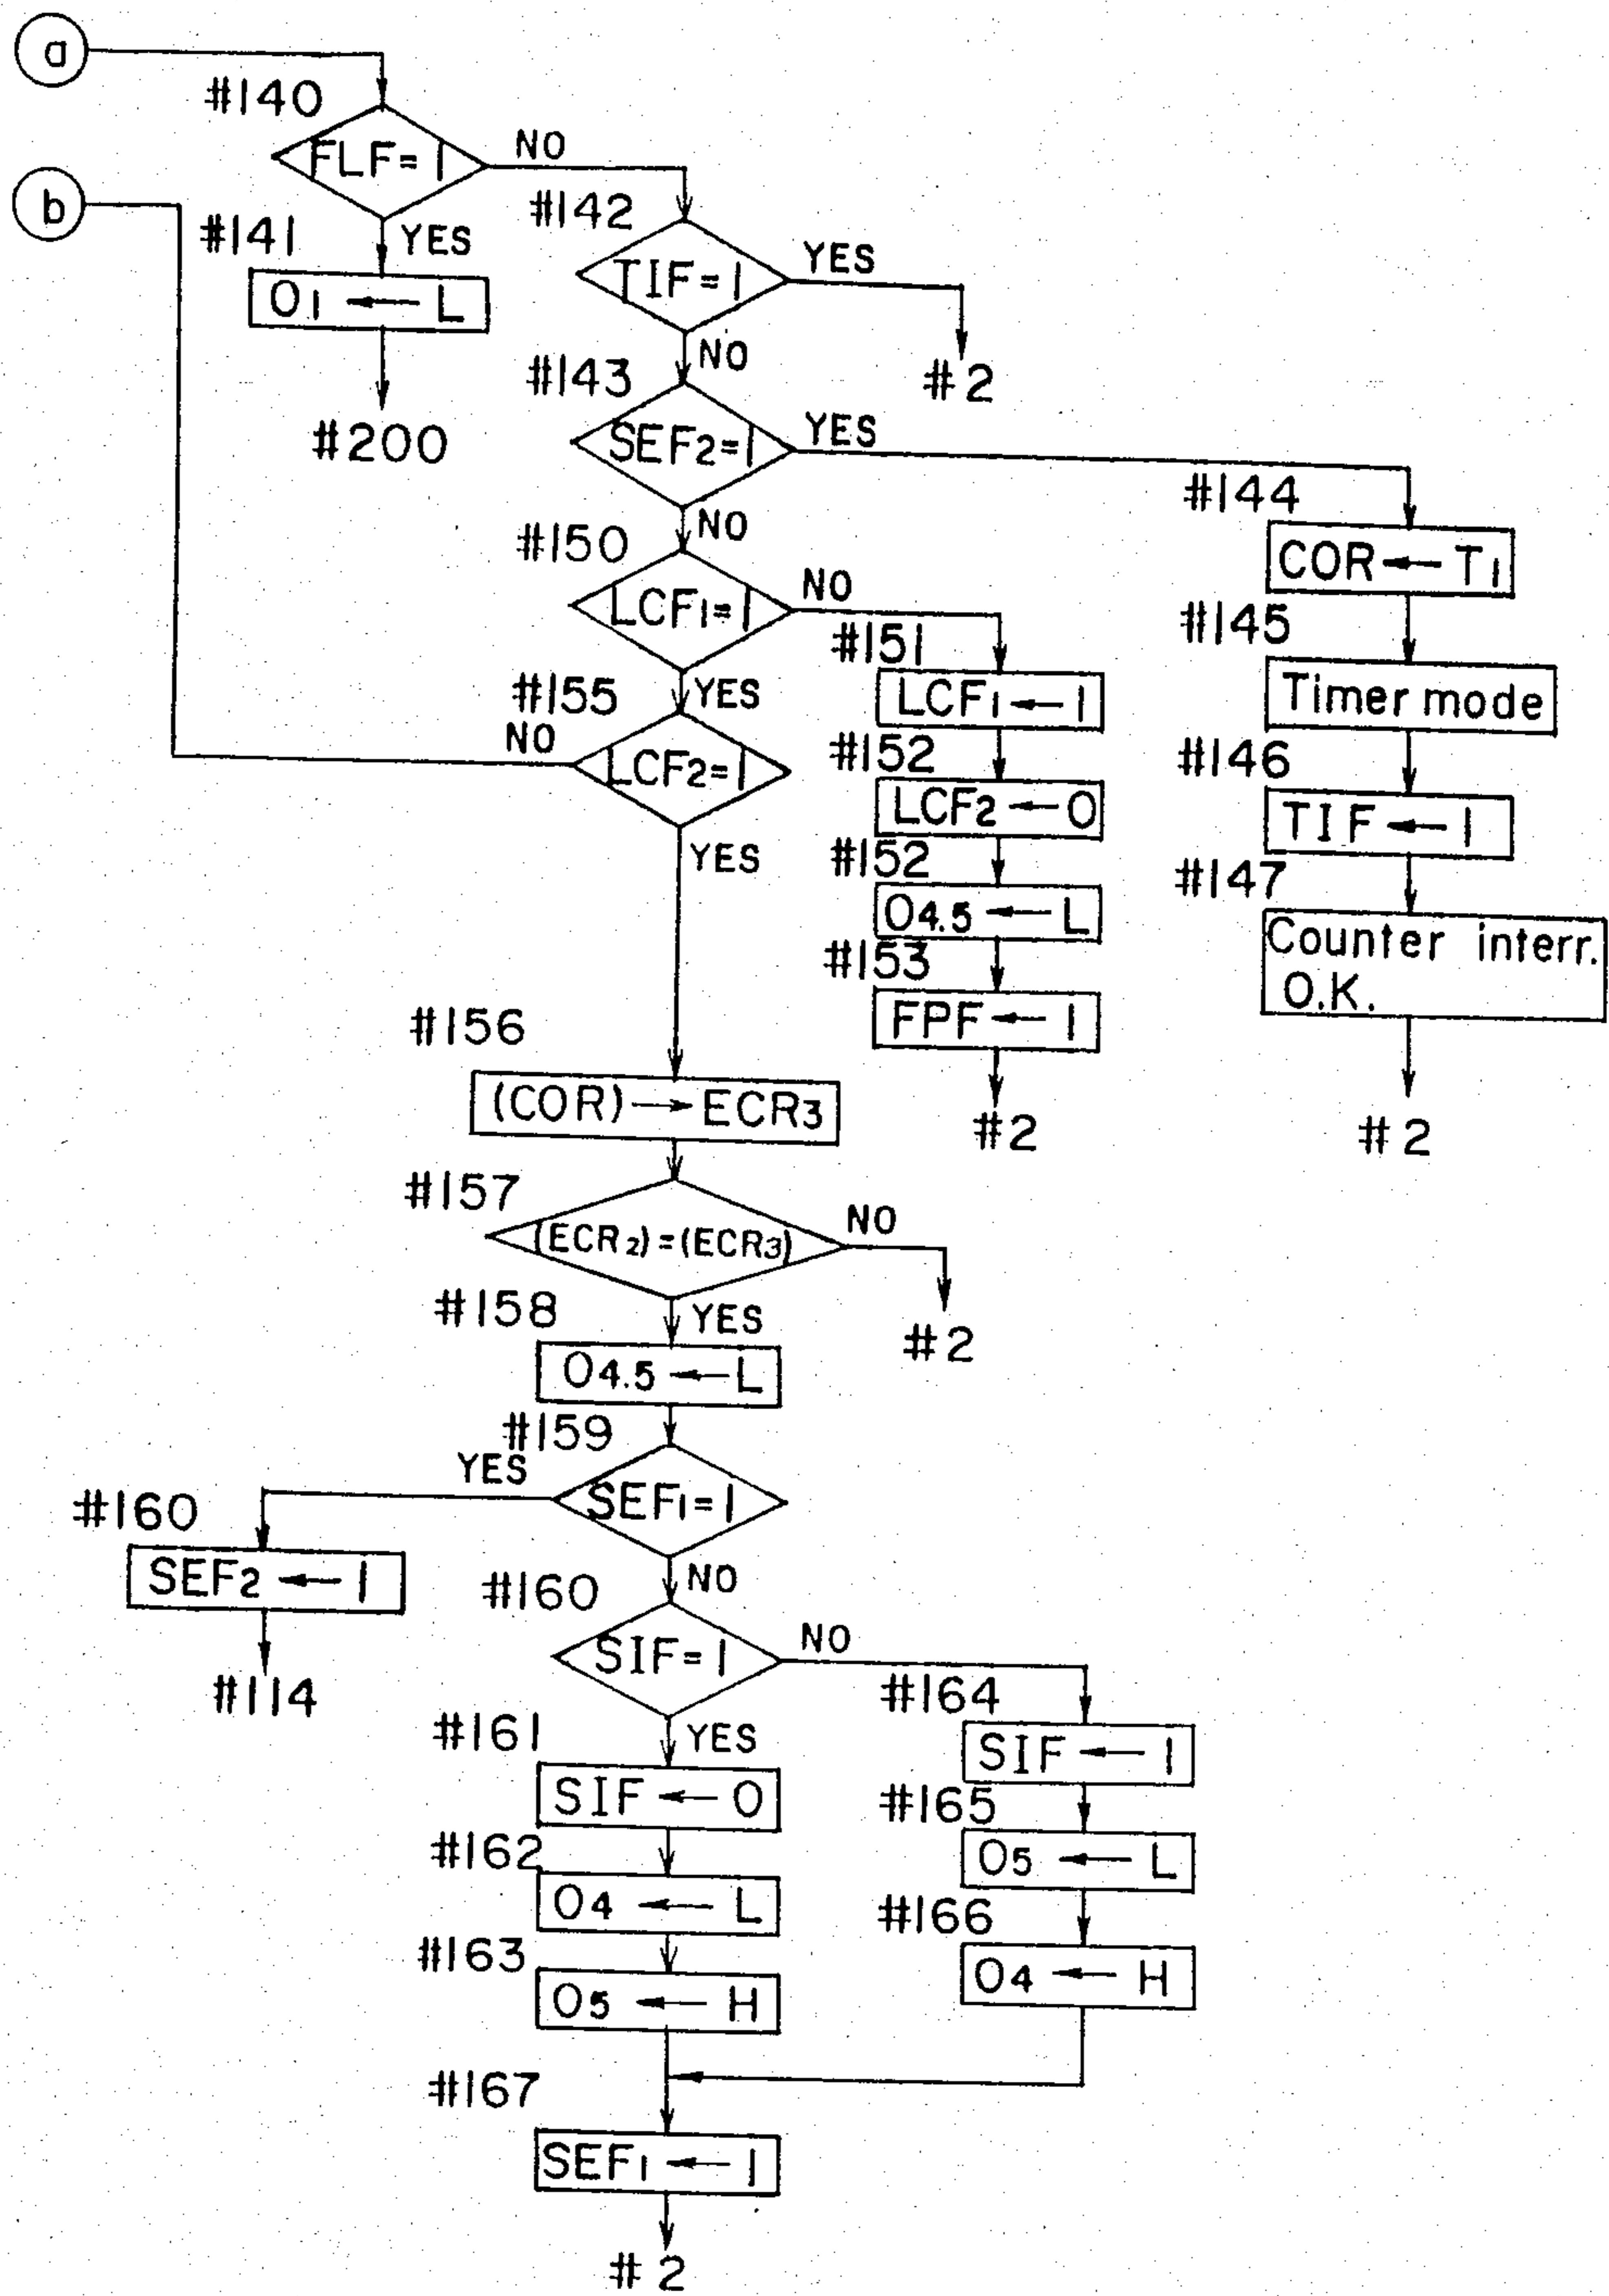 a
#140
FLF=1
NO
b
#141
YES
#142
O1 ← L
TIF=1
YES
#200
#2
NO
#143
SEF2=1
YES
#144
NO
COR ← T1
#150
LCF1=1
NO
#145
#151
Timer mode
YES
LCF1 ← 1
#155
NO
LCF2=1
#146
#152
TIF ← 1
LCF2 ← 0
YES
#152
#147
O4.5 ← L
Counter interr.
O.K.
#153
FPF ← 1
#156
(COR) → ECR3
#2
#2
#157
(ECR2)=(ECR3)
NO
#158
YES
#2
O4.5 ← L
#159
YES
SEF1=1
#160
SEF2 ← 1
NO
#160
SIF=1
NO
#114
#164
#161
YES
SIF ← 1
SIF ← 0
#165
#162
O5 ← L
O4 ← L
#166
#163
O4 ← H
O5 ← H
#167
SEF1 ← 1
#2